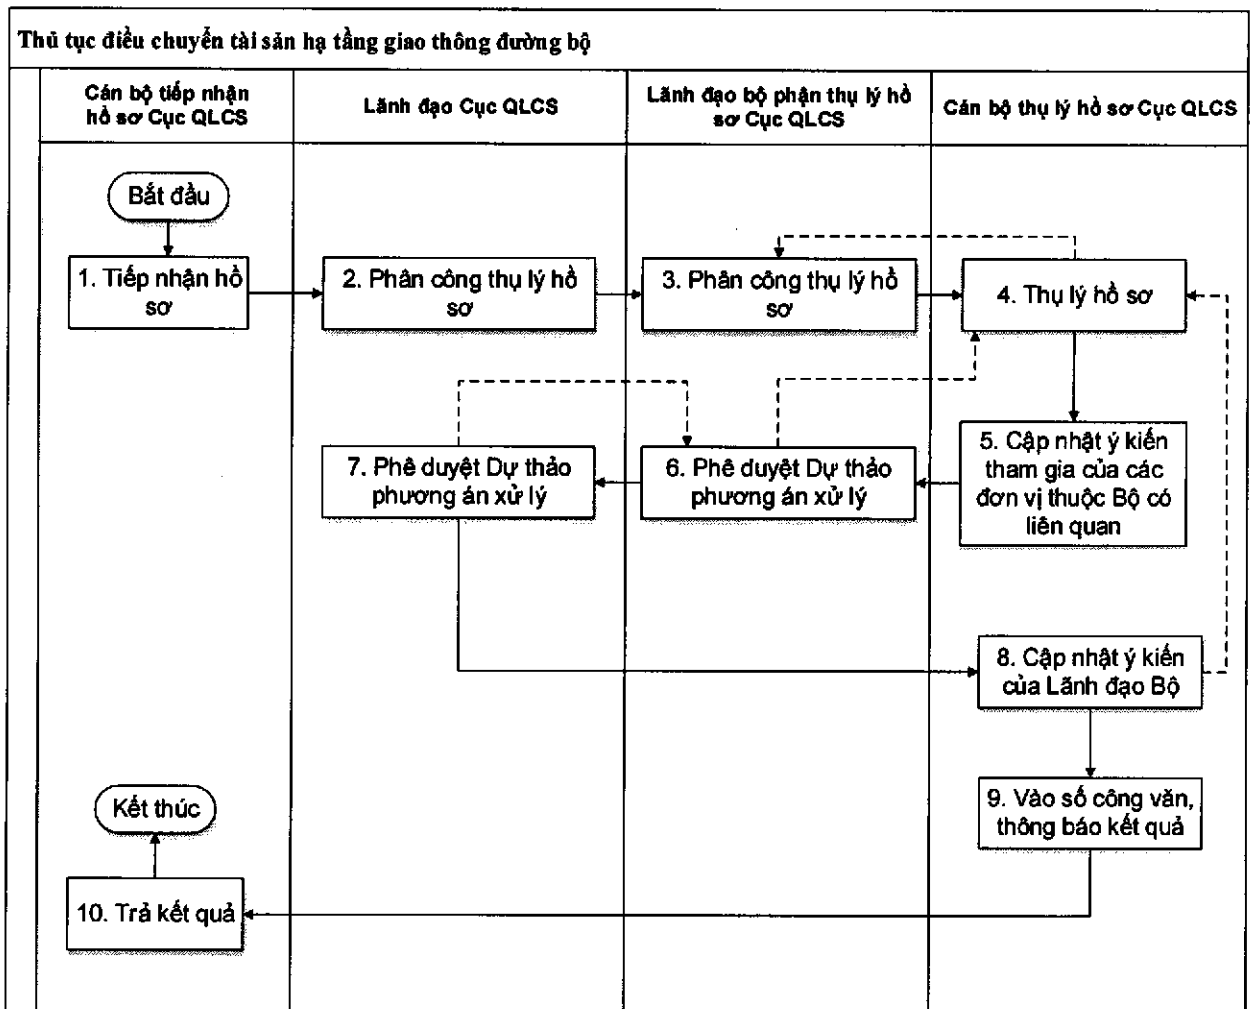 Thủ tục điều chuyển tài sản hạ tầng giao thông đường bộ
Cán bộ tiếp nhận
hồ sơ Cục QLCS
Lãnh đạo Cục QLCS
Lãnh đạo bộ phận thụ lý hồ
sơ Cục QLCS
Cán bộ thụ lý hồ sơ Cục QLCS
Bắt đầu
1. Tiếp nhận hồ
sơ
2. Phân công thụ lý hồ
sơ
3. Phân công thụ lý hồ
sơ
4. Thụ lý hồ sơ
7. Phê duyệt Dự thảo
phương án xử lý
6. Phê duyệt Dự thảo
phương án xử lý
5. Cập nhật ý kiến
tham gia của các
đơn vị thuộc Bộ có
liên quan
8. Cập nhật ý kiến
của Lãnh đạo Bộ
9. Vào số công văn,
thông báo kết quả
Kết thúc
10. Trả kết quả